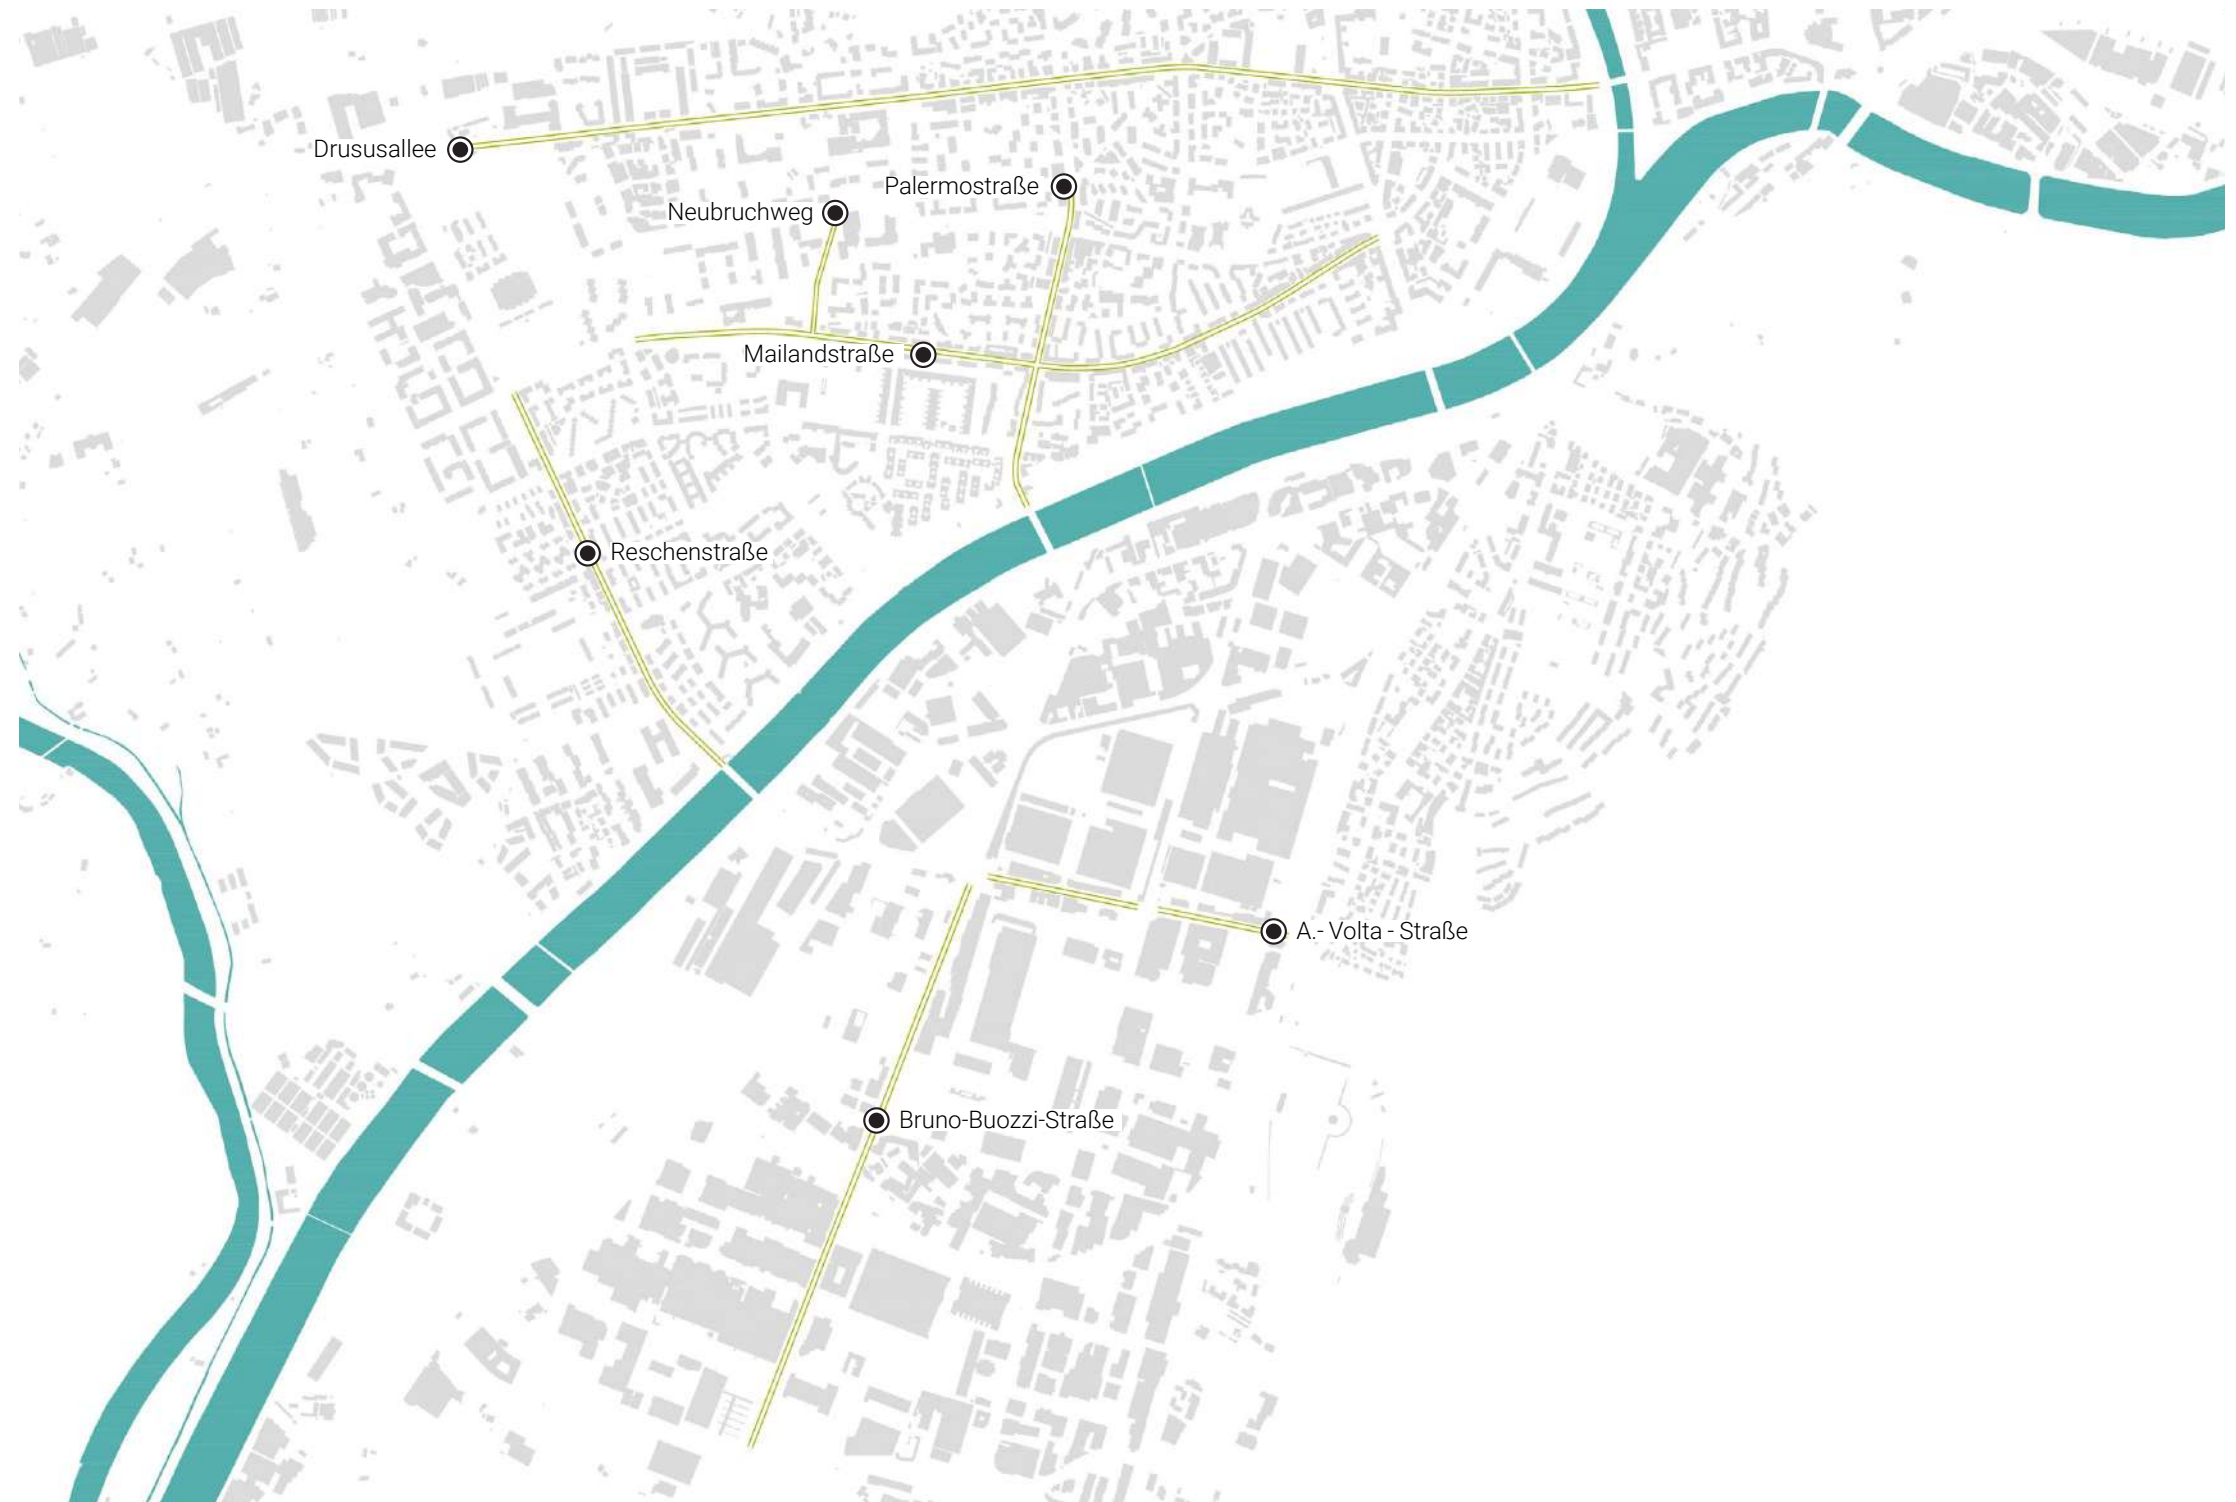 Drususallee
Palermostraße
Neubruchweg
Mailandstraße
Reschenstraße
A.- Volta - Straße
Bruno-Buozzi-Straße